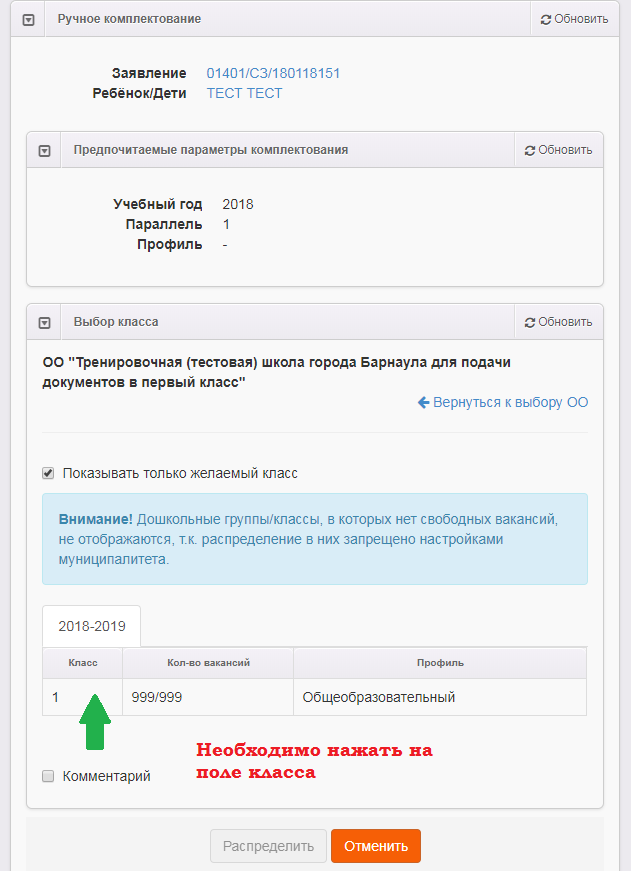 Ручное комплектование
Обновить
Заявление 01401/СЗ/180118151
Ребёнок/Дети ТЕСТ ТЕСТ
Предпочитаемые параметры комплектования
Обновить
Учебный год 2018
Параллель 1
Профиль -
Выбор класса
Обновить
ОО "Тренировочная (тестовая) школа города Барнаула для подачи
документов в первый класс"
Вернуться к выбору ОО
Показывать только желаемый класс
Внимание! Дошкольные группы/классы, в которых нет свободных вакансий,
не отображаются, т.к. распределение в них запрещено настройками
муниципалитета.
2018-2019
Класс Кол-во вакансий Профиль
1 999/999 Общеобразовательный
Необходимо нажать на
поле класса
Комментарий
Распределить Отменить